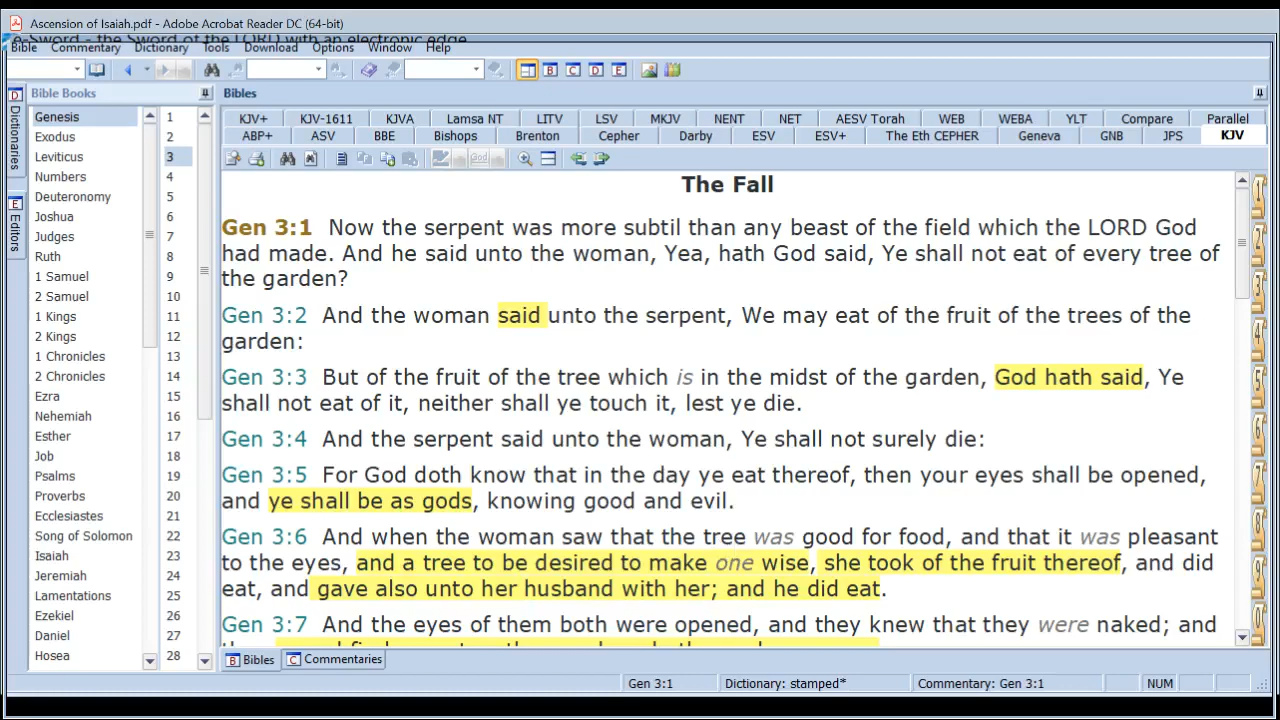 Ascension of Isaiah.pdf - Adobe Acrobat Reader DC (64-bit)
e-Sword - the Sword of the LORD with an electronic edge
Bible Commentary Dictionary Tools Download Options Window Help
Bible Books
Bibles
Dictionaries
Editors
Genesis 1
Exodus 2
Leviticus 3
Numbers 4
Deuteronomy 5
Joshua 6
Judges 7
Ruth 8
1 Samuel 9
2 Samuel 10
1 Kings 11
2 Kings 12
1 Chronicles 13
2 Chronicles 14
Ezra 15
Nehemiah 16
Esther 17
Job 18
Psalms 19
Proverbs 20
Ecclesiastes 21
Song of Solomon 22
Isaiah 23
Jeremiah 24
Lamentations 25
Ezekiel 26
Daniel 27
Hosea 28
KJV+ KJV-1611 KJVA Lamsa NT LITV LSV MKJV NENT NET AESV Torah WEB WEBA YLT Compare Parallel
ABP+ ASV BBE Bishops Brenton Cepher Darby ESV ESV+ The Eth CEPHER Geneva GNB JPS KJV
The Fall
Gen 3:1 Now the serpent was more subtil than any beast of the field which the LORD God
had made. And he said unto the woman, Yea, hath God said, Ye shall not eat of every tree of
the garden?
Gen 3:2 And the woman said unto the serpent, We may eat of the fruit of the trees of the
garden:
Gen 3:3 But of the fruit of the tree which is in the midst of the garden, God hath said, Ye
shall not eat of it, neither shall ye touch it, lest ye die.
Gen 3:4 And the serpent said unto the woman, Ye shall not surely die:
Gen 3:5 For God doth know that in the day ye eat thereof, then your eyes shall be opened,
and ye shall be as gods, knowing good and evil.
Gen 3:6 And when the woman saw that the tree was good for food, and that it was pleasant
to the eyes, and a tree to be desired to make one wise, she took of the fruit thereof, and did
eat, and gave also unto her husband with her; and he did eat.
Gen 3:7 And the eyes of them both were opened, and they knew that they were naked; and
Bibles Commentaries
Gen 3:1 Dictionary: stamped* Commentary: Gen 3:1 NUM